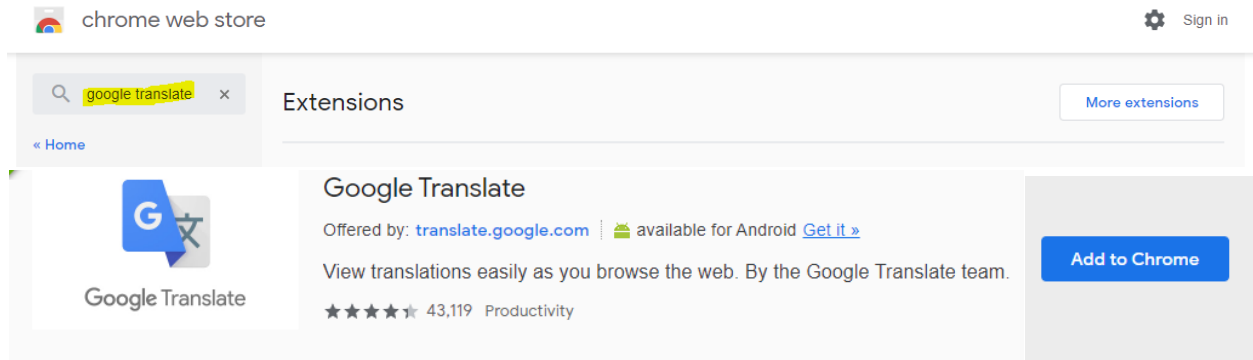 chrome web store
Sign in
google translate ×
Extensions
More extensions
« Home
G 文
Google Translate
Google Translate
Offered by: translate.google.com available for Android Get it »
View translations easily as you browse the web. By the Google Translate team.
43,119 Productivity
Add to Chrome